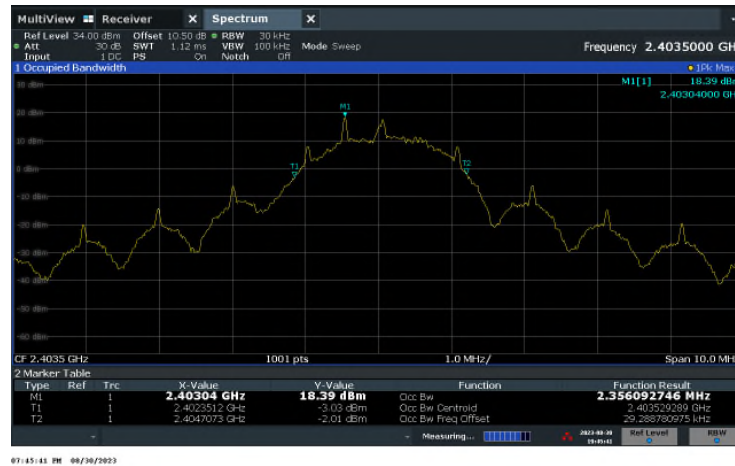 MultiView Receiver X Spectrum X
Ref Level 34.00 dBm Offset 10.50 dB RBW 30 kHz
Att 30 dB SWT 1.12 ms VBW 100 kHz Mode Sweep Frequency 2.4035000 GH
Input 1 DC PS On Notch Off
1 Occupied Bandwidth 1Pk Max
M1[1] 18.39 dBm
2.40304000 GH
30 dBm
M1
20 dBm
10 dBm
T1 T2
0 dBm
-10 dBm
-20 dBm
-30 dBm
-40 dBm
-50 dBm
-60 dBm
CF 2.4035 GHz 1001 pts 1.0 MHz/ Span 10.0 MH
2 Marker Table
Type Ref Trc X-Value Y-Value Function Function Result
M1 1 2.40304 GHz 18.39 dBm Occ Bw 2.356092746 MHz
T1 1 2.4023512 GHz -3.03 dBm Occ Bw Centroid 2.403529289 GHz
T2 1 2.4047073 GHz -2.01 dBm Occ Bw Freq Offset 29.288780975 kHz
Measuring... 2023-08-30 Ref Level RBW
19:45:41
07:45:41 PM 08/30/2023